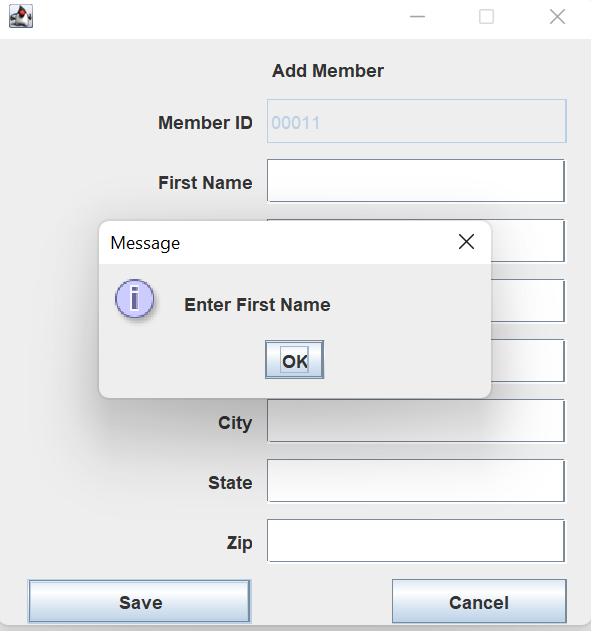 Add Member
Member ID
00011
First Name
Message
i
Enter First Name
OK
City
State
Zip
Save
Cancel